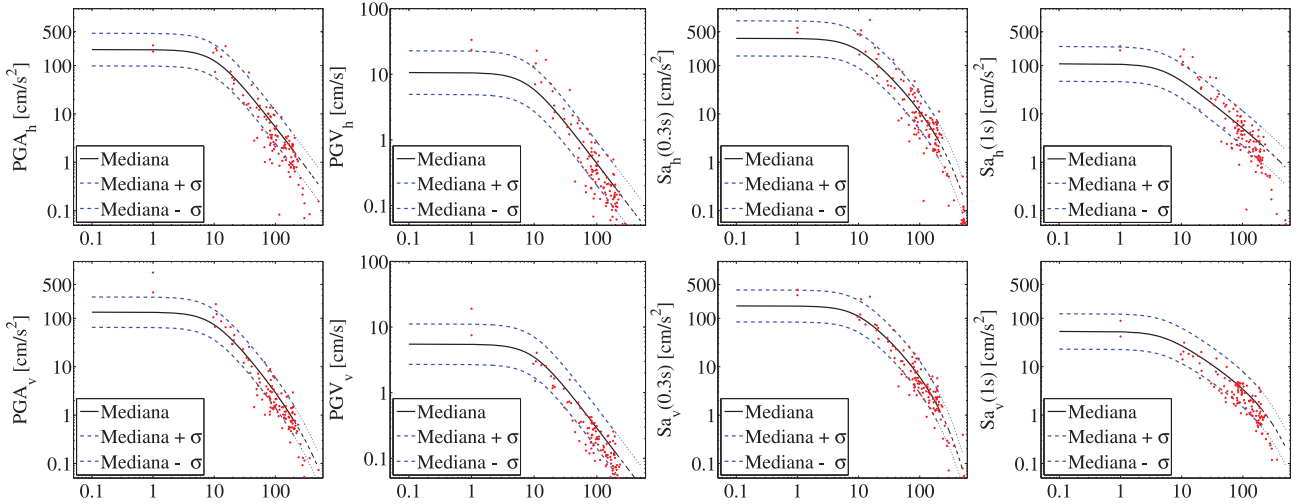 PGA_h [cm/s²]
500
100
10
1
0.1
Mediana
Mediana + σ
Mediana - σ
0.1 1 10 100
PGV_h [cm/s]
100
10
1
0.1
Mediana
Mediana + σ
Mediana - σ
0.1 1 10 100
Sa_h(0.3s) [cm/s²]
500
100
10
1
0.1
Mediana
Mediana + σ
Mediana - σ
0.1 1 10 100
Sa_h(1s) [cm/s²]
500
100
10
1
0.1
Mediana
Mediana + σ
Mediana - σ
0.1 1 10 100
PGA_v [cm/s²]
500
100
10
1
0.1
Mediana
Mediana + σ
Mediana - σ
0.1 1 10 100
PGV_v [cm/s]
100
10
1
0.1
Mediana
Mediana + σ
Mediana - σ
0.1 1 10 100
Sa_v(0.3s) [cm/s²]
500
100
10
1
0.1
Mediana
Mediana + σ
Mediana - σ
0.1 1 10 100
Sa_v(1s) [cm/s²]
500
100
10
1
0.1
Mediana
Mediana + σ
Mediana - σ
0.1 1 10 100